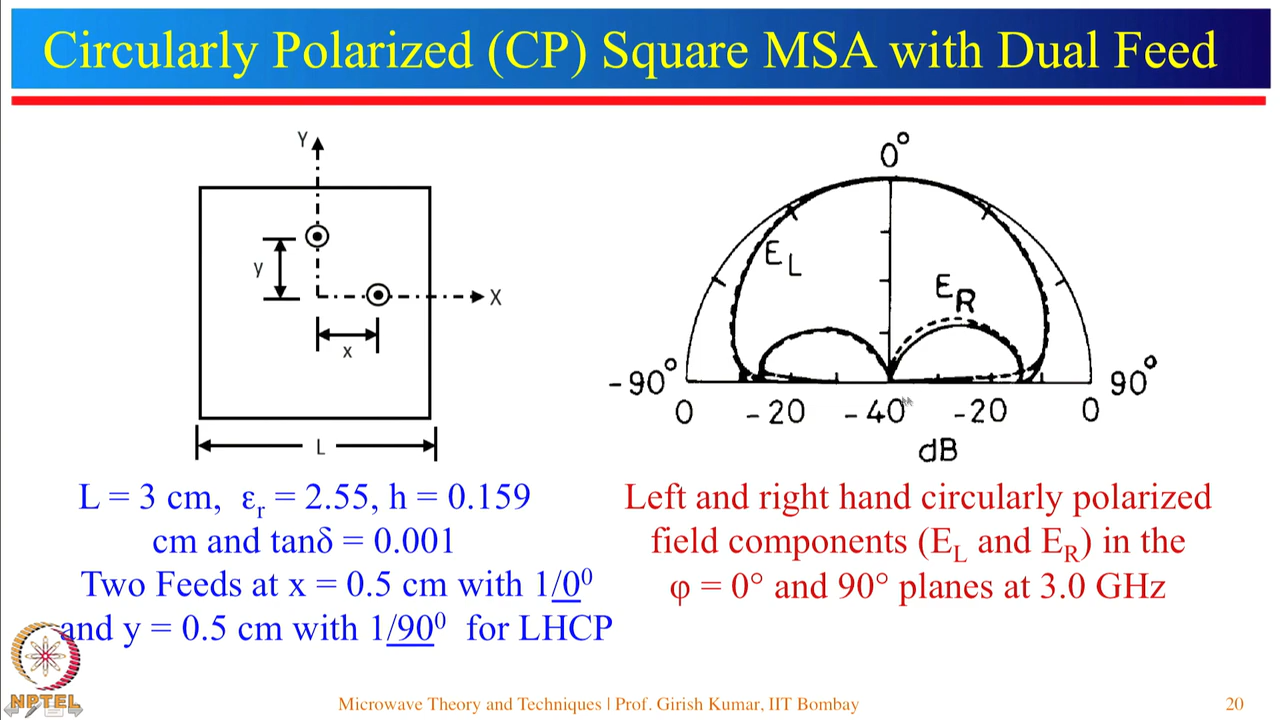 Circularly Polarized (CP) Square MSA with Dual Feed
Y
y
X
x
L
0°
E_L
E_R
-90°
90°
0 -20 -40 -20 0
dB
L = 3 cm, ε_r = 2.55, h = 0.159
cm and tanδ = 0.001
Two Feeds at x = 0.5 cm with 1/0⁰
and y = 0.5 cm with 1/90⁰ for LHCP
Left and right hand circularly polarized
field components (E_L and E_R) in the
φ = 0° and 90° planes at 3.0 GHz
NPTEL
Microwave Theory and Techniques | Prof. Girish Kumar, IIT Bombay
20